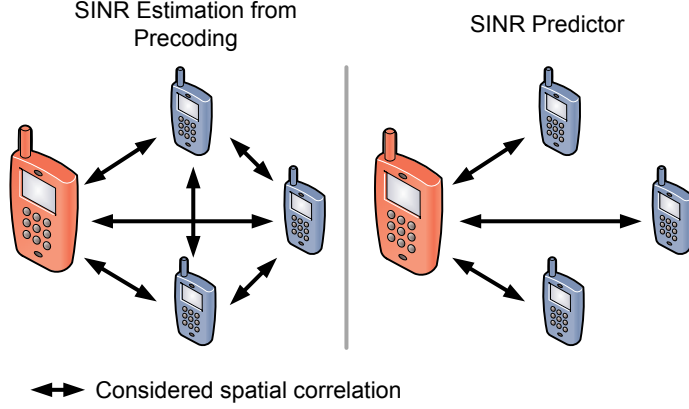 SINR Estimation from
Precoding
SINR Predictor
Considered spatial correlation